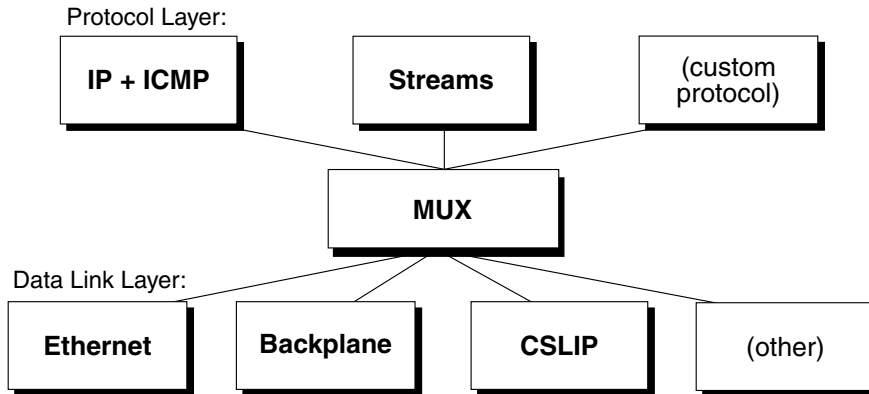 Protocol Layer:
IP + ICMP
Streams
(custom
protocol)
MUX
Data Link Layer:
Ethernet
Backplane
CSLIP
(other)